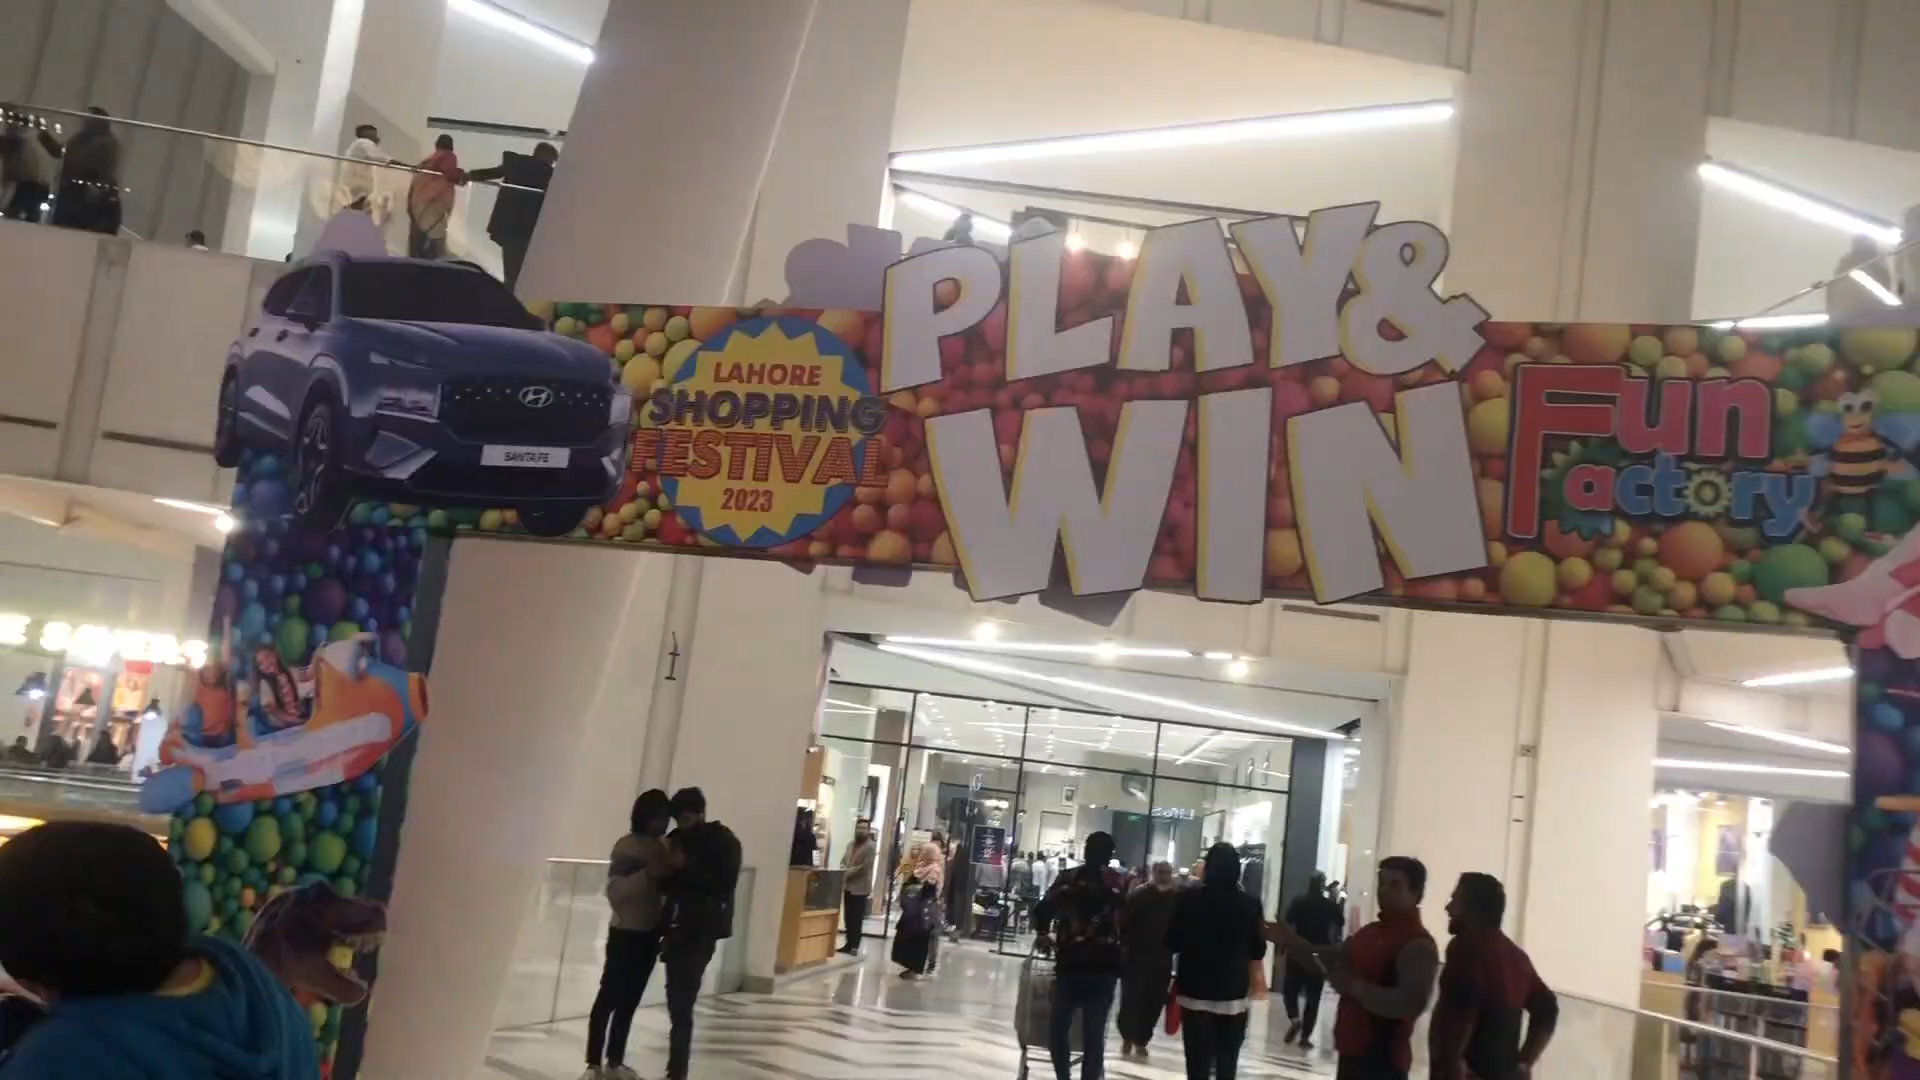 SANTA FE
LAHORE
SHOPPING
FESTIVAL
2023
PLAY&
WIN
Fun
Factory